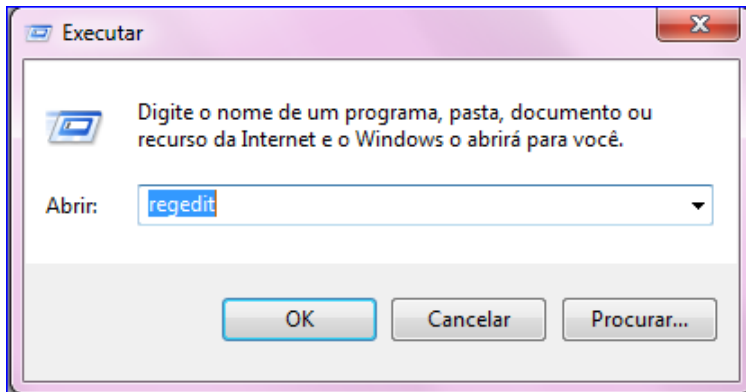 Executar
Digite o nome de um programa, pasta, documento ou
recurso da Internet e o Windows o abrirá para você.
Abrir: regedit
OK Cancelar Procurar...